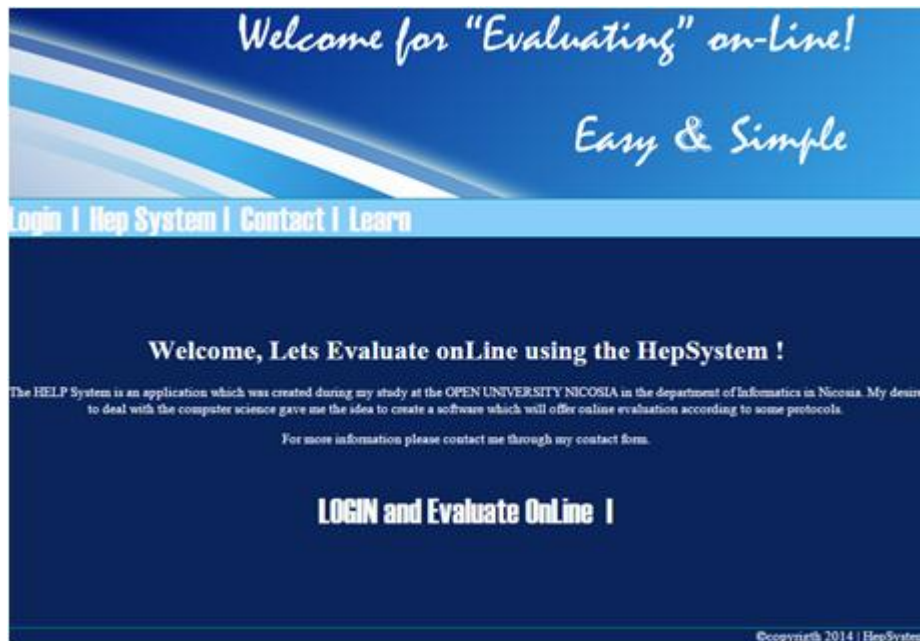 Welcome for “Evaluating” on-Line!
Easy & Simple
Login | Hep System | Contact | Learn
Welcome, Lets Evaluate onLine using the HepSystem !
The HELP System is an application which was created during my study at the OPEN UNIVERSITY NICOSIA in the department of Informatics in Nicosia. My desire
to deal with the computer science gave me the idea to create a software which will offer online evaluation according to some protocols.
For more information please contact me through my contact form.
LOGIN and Evaluate OnLine |
©copyrigth 2014 | HepSystem